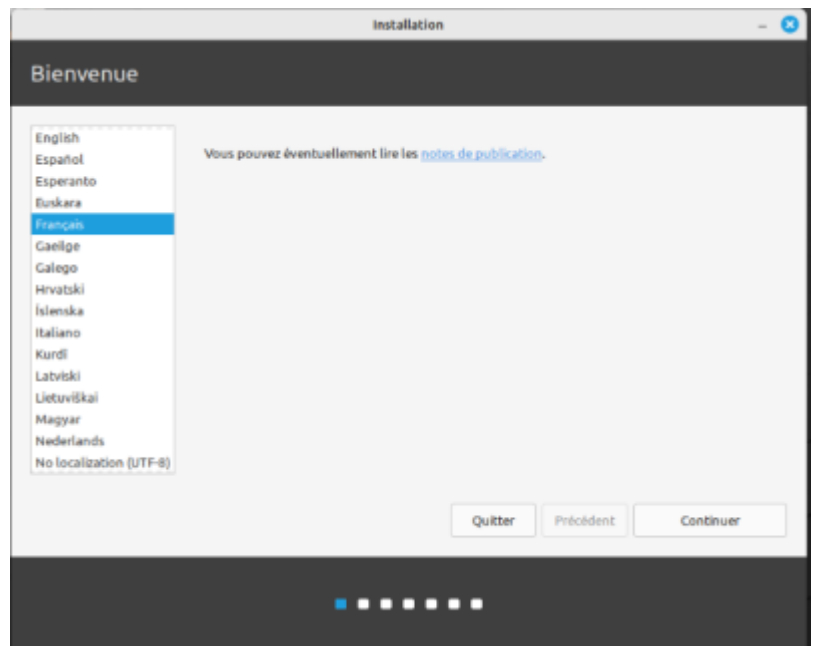 Installation
Bienvenue
English
Español
Esperanto
Euskara
Français
Gaeilge
Galego
Hrvatski
Íslenska
Italiano
Kurdî
Latviski
Lietuviškai
Magyar
Nederlands
No localization (UTF-8)
Vous pouvez éventuellement lire les notes de publication.
Quitter
Précédent
Continuer